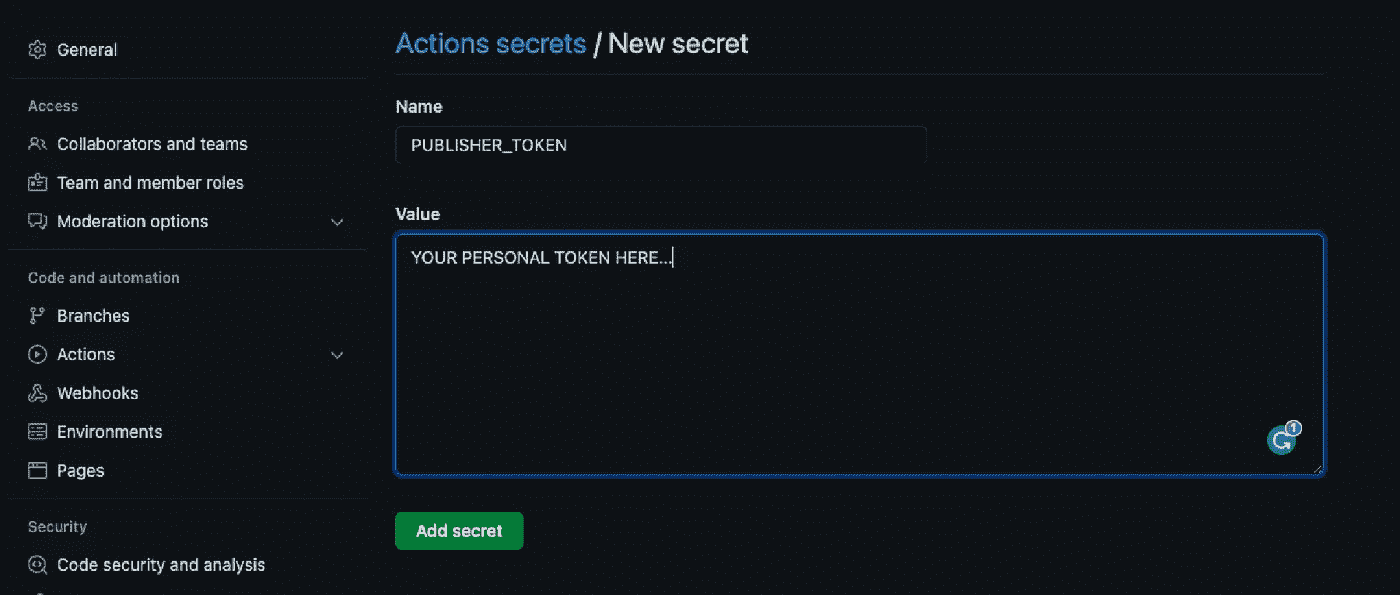 General
Access
Collaborators and teams
Team and member roles
Moderation options
Code and automation
Branches
Actions
Webhooks
Environments
Pages
Security
Code security and analysis
Actions secrets / New secret
Name
PUBLISHER_TOKEN
Value
YOUR PERSONAL TOKEN HERE...
1
Add secret